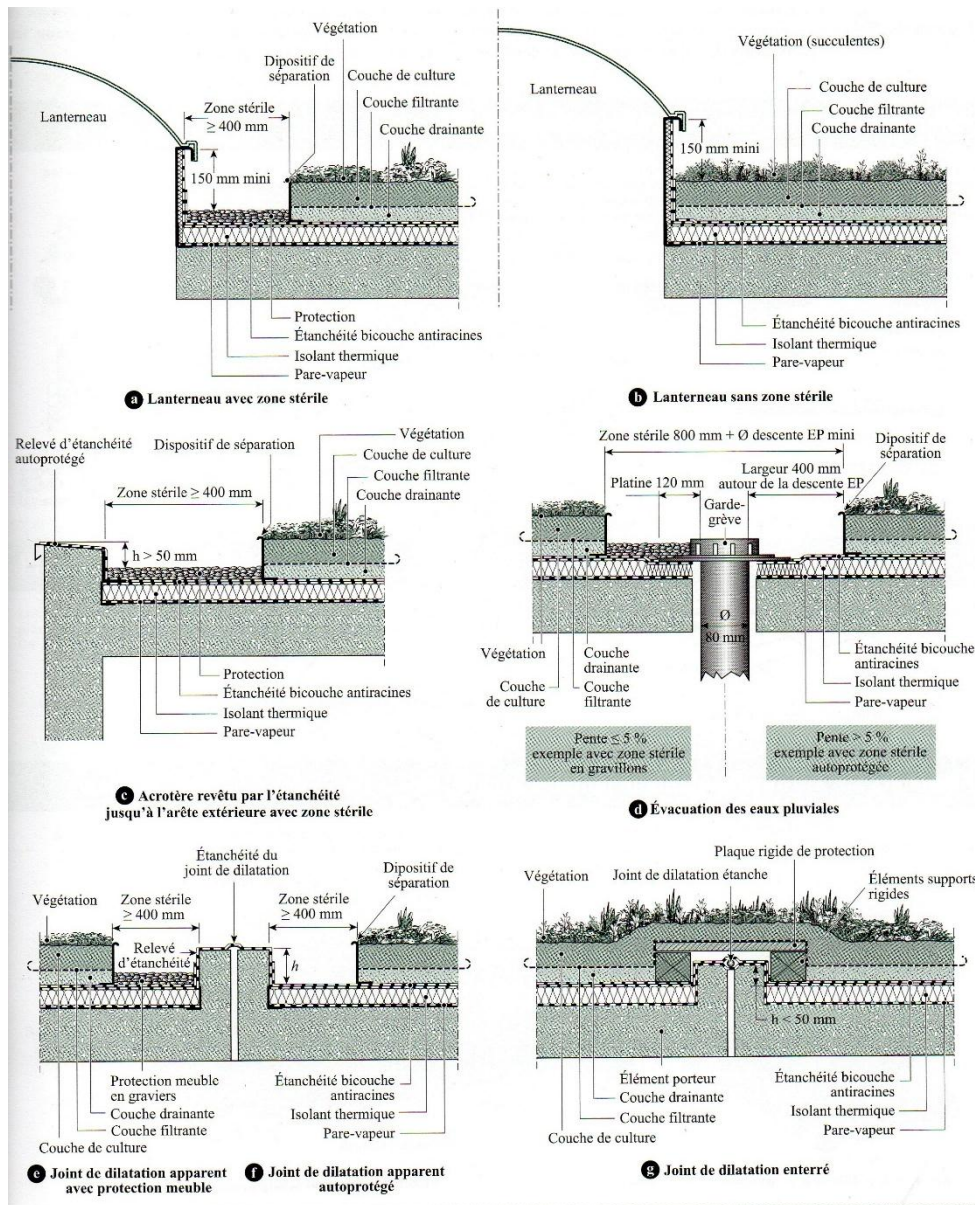 Végétation
Dipositif de
séparation
Couche de culture
Zone stérile
≥ 400 mm
Couche filtrante
Lanterneau
Couche drainante
150 mm mini
Protection
Étanchéité bicouche antiracines
Isolant thermique
Pare-vapeur
a Lanterneau avec zone stérile
Végétation (succulentes)
Lanterneau
Couche de culture
Couche filtrante
Couche drainante
150 mm mini
Étanchéité bicouche antiracines
Isolant thermique
Pare-vapeur
b Lanterneau sans zone stérile
Relevé d'étanchéité
autoprotégé
Dispositif de séparation
Végétation
Couche de culture
Couche filtrante
Couche drainante
Zone stérile ≥ 400 mm
h > 50 mm
Protection
Étanchéité bicouche antiracines
Isolant thermique
Pare-vapeur
c Acrotère revêtu par l'étanchéité
jusqu'à l'arête extérieure avec zone stérile
Zone stérile 800 mm + Ø descente EP mini
Dipositif de
séparation
Platine 120 mm
Largeur 400 mm
autour de la descente EP
Garde-
grève
Ø
80 mm
Végétation
Couche
drainante
Couche
de culture
Couche
filtrante
Étanchéité bicouche
antiracines
Isolant thermique
Pare-vapeur
Pente ≤ 5 %
exemple avec zone stérile
en gravillons
Pente > 5 %
exemple avec zone stérile
autoprotégée
d Évacuation des eaux pluviales
Étanchéité du
joint de dilatation
Dipositif de
séparation
Végétation
Zone stérile
≥ 400 mm
Zone stérile
≥ 400 mm
Relevé
d'étanchéité
h
Protection meuble
en graviers
Couche drainante
Couche filtrante
Couche de culture
Étanchéité bicouche
antiracines
Isolant thermique
Pare-vapeur
e Joint de dilatation apparent
avec protection meuble
f Joint de dilatation apparent
autoprotégé
Plaque rigide de protection
Végétation
Joint de dilatation étanche
Éléments supports
rigides
h < 50 mm
Élément porteur
Couche drainante
Couche filtrante
Couche de culture
Étanchéité bicouche
antiracines
Isolant thermique
Pare-vapeur
g Joint de dilatation enterré